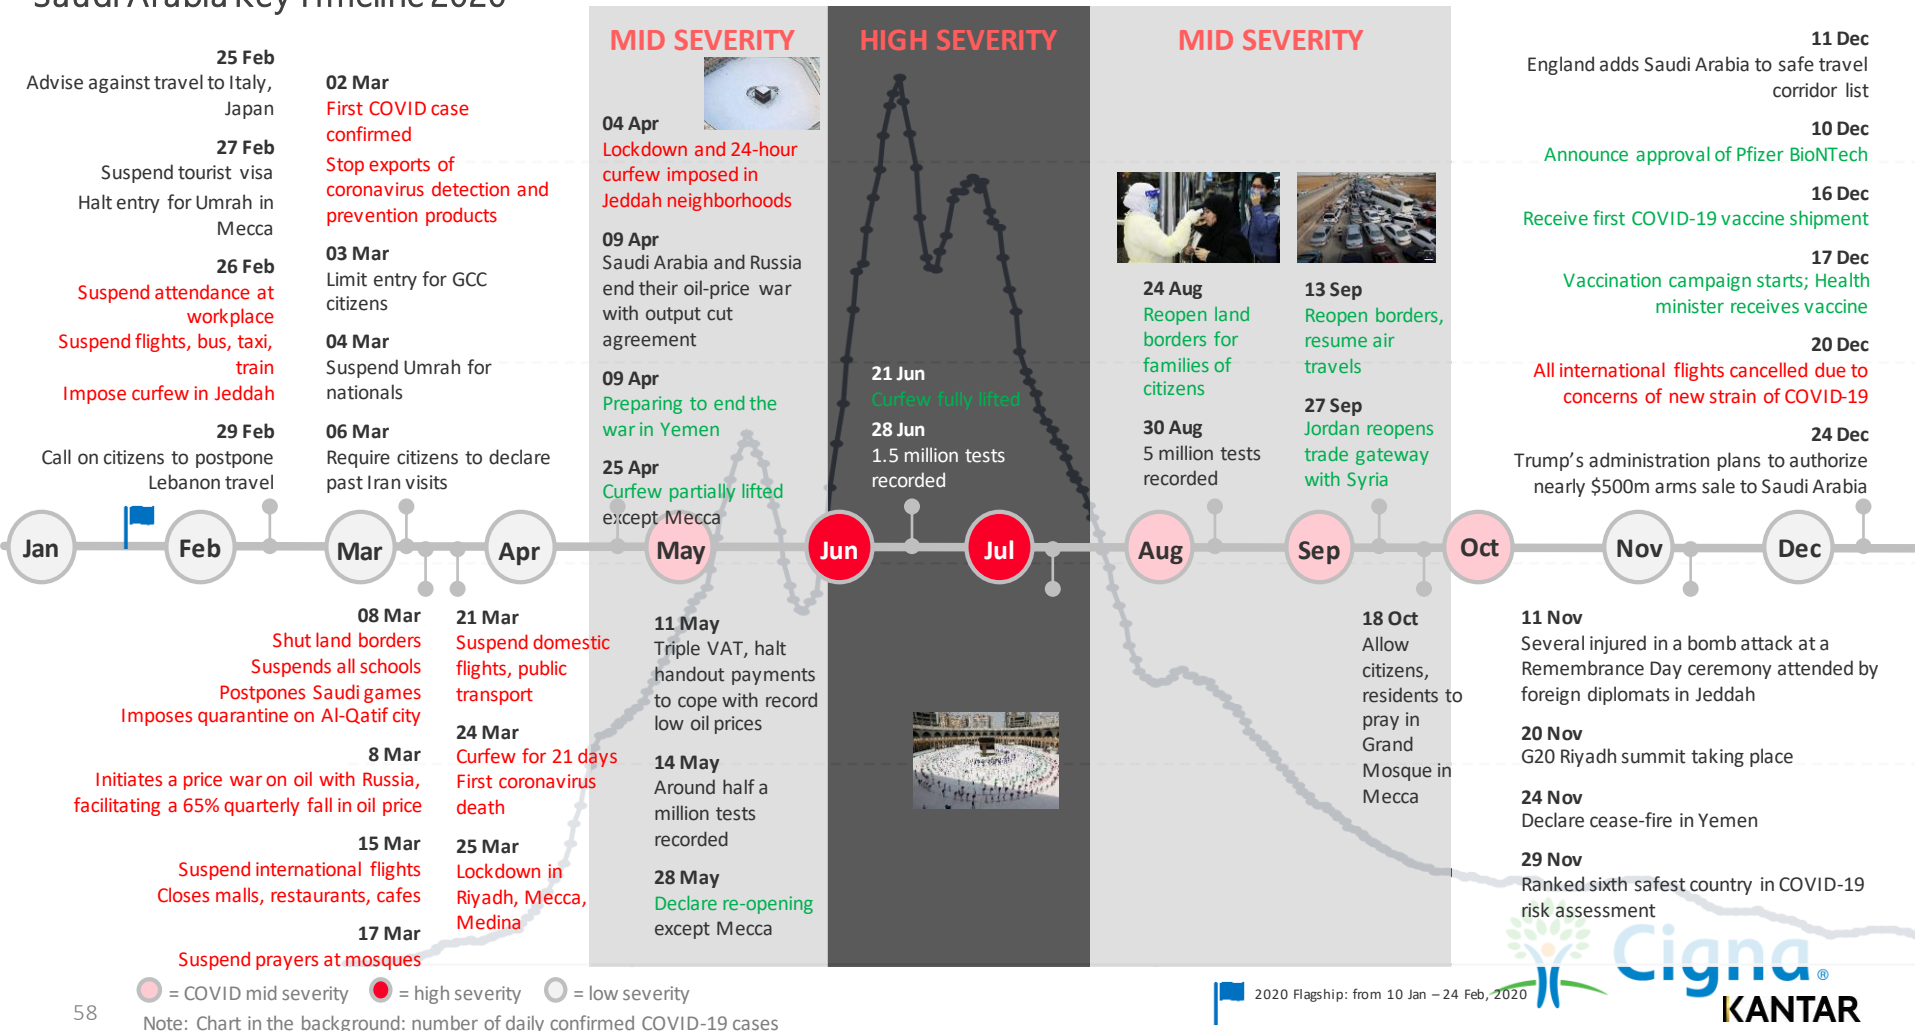 Saudi Arabia Key Timeline 2020
MID SEVERITY
HIGH SEVERITY
MID SEVERITY
25 Feb
Advise against travel to Italy,
Japan
27 Feb
Suspend tourist visa
Halt entry for Umrah in
Mecca
26 Feb
Suspend attendance at
workplace
Suspend flights, bus, taxi,
train
Impose curfew in Jeddah
29 Feb
Call on citizens to postpone
Lebanon travel
02 Mar
First COVID case
confirmed
Stop exports of
coronavirus detection and
prevention products
03 Mar
Limit entry for GCC
citizens
04 Mar
Suspend Umrah for
nationals
06 Mar
Require citizens to declare
past Iran visits
04 Apr
Lockdown and 24-hour
curfew imposed in
Jeddah neighborhoods
09 Apr
Saudi Arabia and Russia
end their oil-price war
with output cut
agreement
09 Apr
Preparing to end the
war in Yemen
25 Apr
Curfew partially lifted
except Mecca
21 Jun
Curfew fully lifted
28 Jun
1.5 million tests
recorded
24 Aug
Reopen land
borders for
families of
citizens
30 Aug
5 million tests
recorded
13 Sep
Reopen borders,
resume air
travels
27 Sep
Jordan reopens
trade gateway
with Syria
11 Dec
England adds Saudi Arabia to safe travel
corridor list
10 Dec
Announce approval of Pfizer BioNTech
16 Dec
Receive first COVID-19 vaccine shipment
17 Dec
Vaccination campaign starts; Health
minister receives vaccine
20 Dec
All international flights cancelled due to
concerns of new strain of COVID-19
24 Dec
Trump's administration plans to authorize
nearly $500m arms sale to Saudi Arabia
Jan
Feb
Mar
Apr
May
Jun
Jul
Aug
Sep
Oct
Nov
Dec
08 Mar
Shut land borders
Suspends all schools
Postpones Saudi games
Imposes quarantine on Al-Qatif city
8 Mar
Initiates a price war on oil with Russia,
facilitating a 65% quarterly fall in oil price
15 Mar
Suspend international flights
Closes malls, restaurants, cafes
17 Mar
Suspend prayers at mosques
21 Mar
Suspend domestic
flights, public
transport
24 Mar
Curfew for 21 days
First coronavirus
death
25 Mar
Lockdown in
Riyadh, Mecca,
Medina
11 May
Triple VAT, halt
handout payments
to cope with record
low oil prices
14 May
Around half a
million tests
recorded
28 May
Declare re-opening
except Mecca
18 Oct
Allow
citizens,
residents to
pray in
Grand
Mosque in
Mecca
11 Nov
Several injured in a bomb attack at a
Remembrance Day ceremony attended by
foreign diplomats in Jeddah
20 Nov
G20 Riyadh summit taking place
24 Nov
Declare cease-fire in Yemen
29 Nov
Ranked sixth safest country in COVID-19
risk assessment
= COVID mid severity
= high severity
= low severity
2020 Flagship: from 10 Jan – 24 Feb, 2020
Cigna®
KANTAR
58
Note: Chart in the background: number of daily confirmed COVID-19 cases